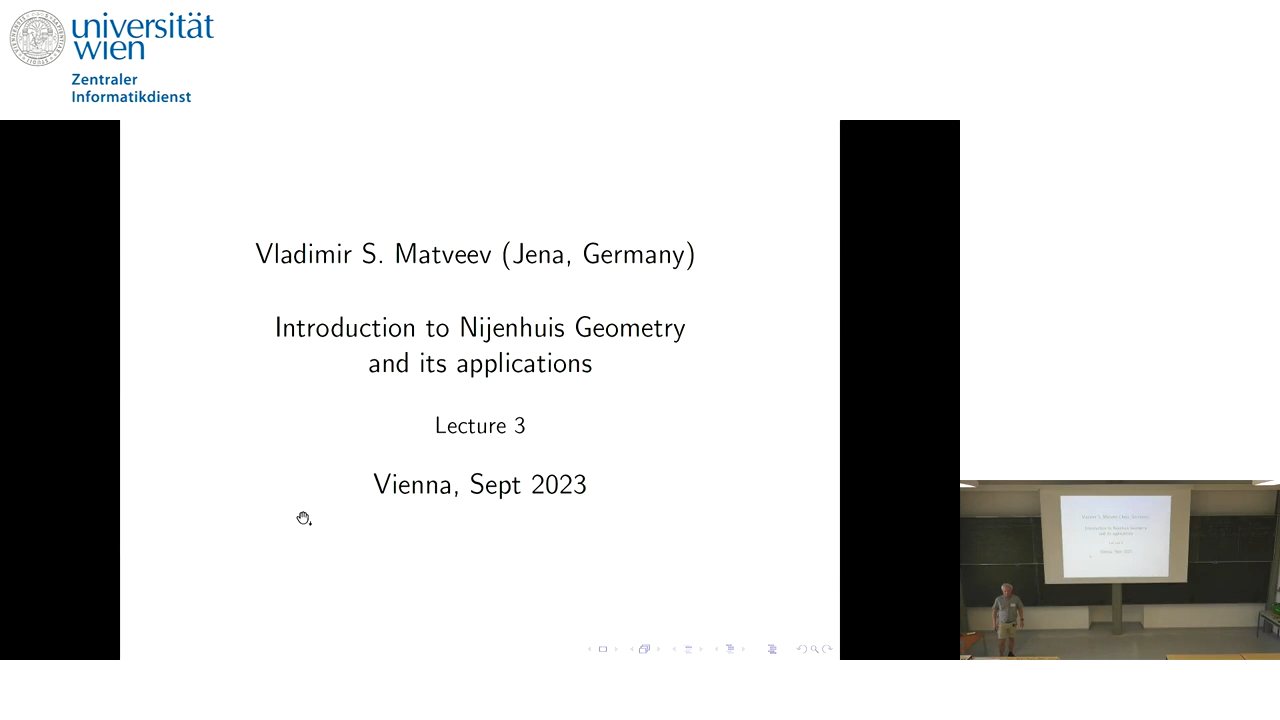 universität
wien
Zentraler
Informatikdienst
Vladimir S. Matveev (Jena, Germany)
Introduction to Nijenhuis Geometry
and its applications
Lecture 3
Vienna, Sept 2023